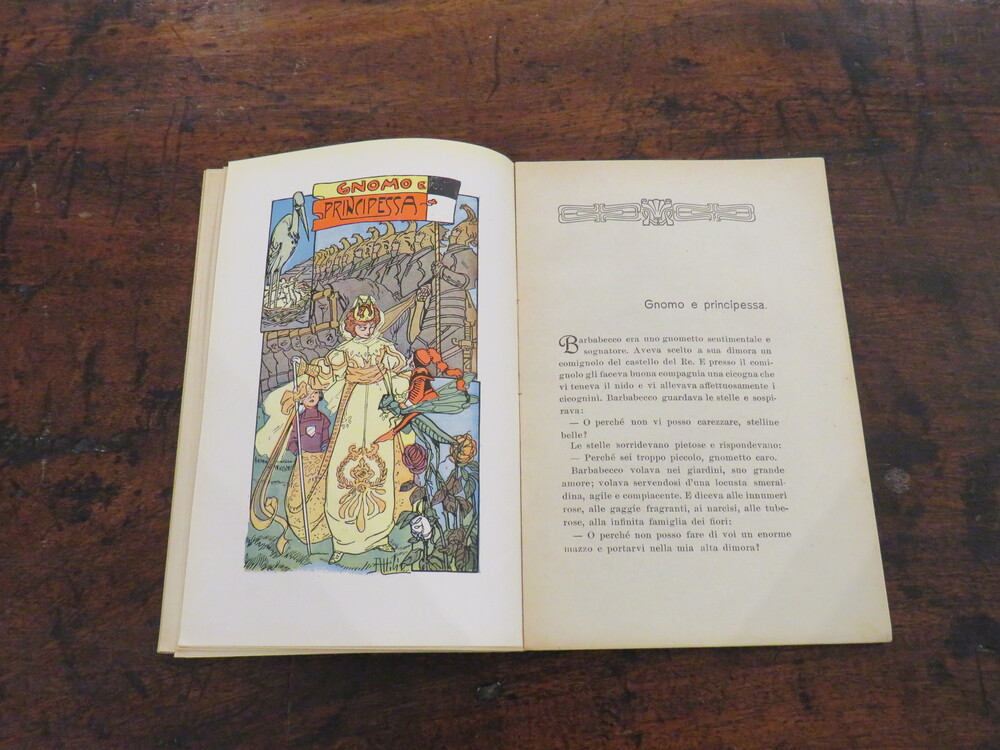 GNOMO E
PRINCIPESSA
Attilio
Gnomo e principessa.
Barbabecco era uno gnometto sentimentale e
sognatore. Aveva scelto a sua dimora un
comignolo del castello del Re. E presso il comi-
gnolo gli faceva buona compagnia una cicogna che
vi teneva il nido e vi allevava affettuosamente i
cicognini. Barbabecco guardava le stelle e sospi-
rava:
— O perché non vi posso carezzare, stelline
belle?
Le stelle sorridevano pietose e rispondevano:
— Perché sei troppo piccolo, gnometto caro.
Barbabecco volava nei giardini, suo grande
amore; volava servendosi d'una locusta smeral-
dina, agile e compiacente. E diceva alle innumeri
rose, alle gaggie fragranti, ai narcisi, alle tube-
rose, alla infinita famiglia dei fiori:
— O perché non posso fare di voi un enorme
mazzo e portarvi nella mia alta dimora?